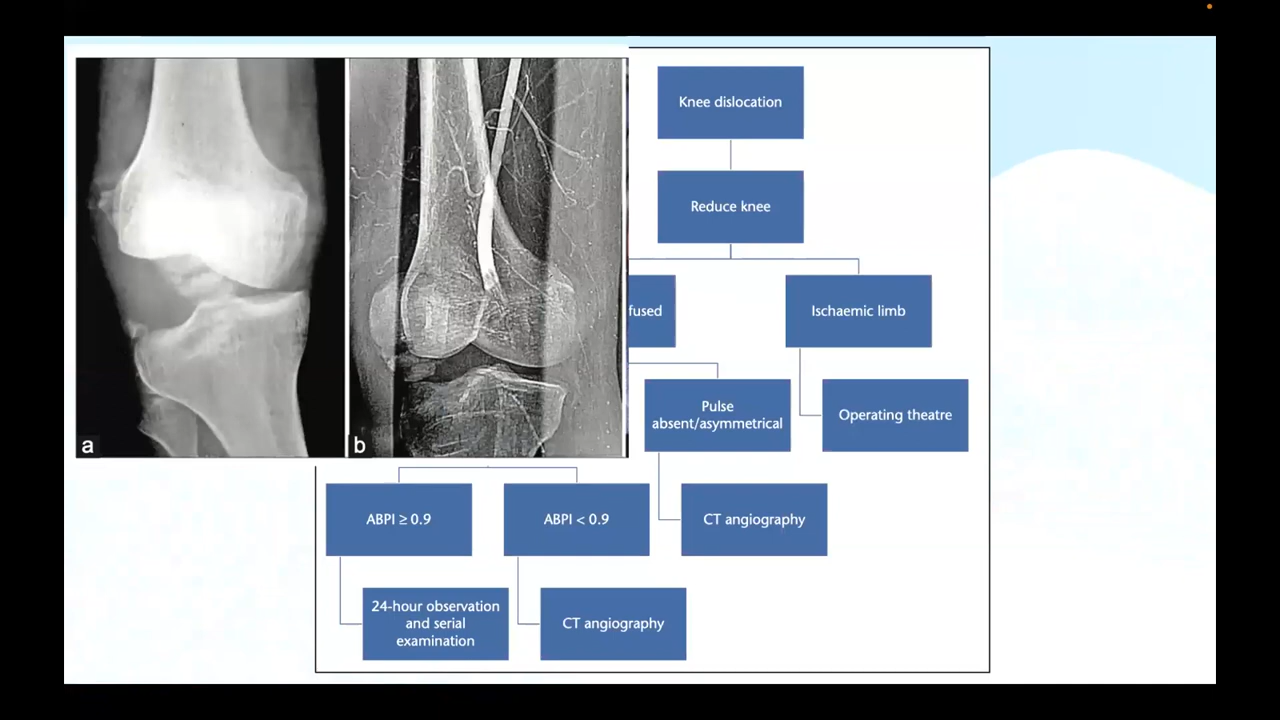 Knee dislocation
Reduce knee
fused
Ischaemic limb
Pulse
absent/asymmetrical
Operating theatre
ABPI ≥ 0.9
ABPI < 0.9
CT angiography
24-hour observation
and serial
examination
CT angiography
a
b